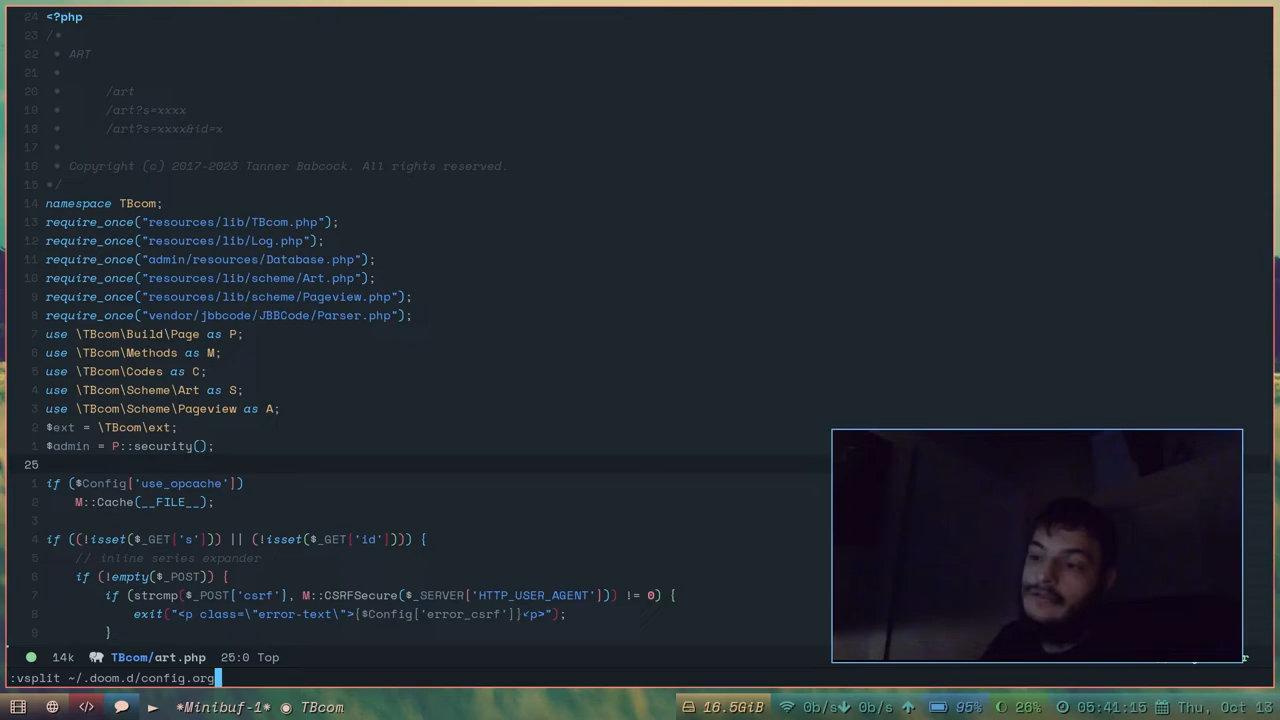 24 <?php
23 /*
22  * ART
21  *
20  *      /art
19  *      /art?s=xxxx
18  *      /art?s=xxxx&id=x
17  *
16  * Copyright (c) 2017-2023 Tanner Babcock. All rights reserved.
15 */
14 namespace TBcom;
13 require_once("resources/lib/TBcom.php");
12 require_once("resources/lib/Log.php");
11 require_once("admin/resources/Database.php");
10 require_once("resources/lib/scheme/Art.php");
9 require_once("resources/lib/scheme/Pageview.php");
8 require_once("vendor/jbbcode/JBBCode/Parser.php");
7 use \TBcom\Build\Page as P;
6 use \TBcom\Methods as M;
5 use \TBcom\Codes as C;
4 use \TBcom\Scheme\Art as S;
3 use \TBcom\Scheme\Pageview as A;
2 $ext = \TBcom\ext;
1 $admin = P::security();
25
1 if ($Config['use_opcache'])
2     M::Cache(__FILE__);
3
4 if ((!isset($_GET['s'])) || (!isset($_GET['id']))) {
5     // inline series expander
6     if (!empty($_POST)) {
7         if (strcmp($_POST['csrf'], M::CSRFSecure($_SERVER['HTTP_USER_AGENT'])) != 0) {
8             exit("<p class=\"error-text\">{$Config['error_csrf']}<p>");
9         }
14k TBcom/art.php 25:0 Top
:vsplit ~/.doom.d/config.org
*Minibuf-1* ◉ TBcom 16.5GiB 0b/s 0b/s 95% 26% 05:41:15 Thu, Oct 13